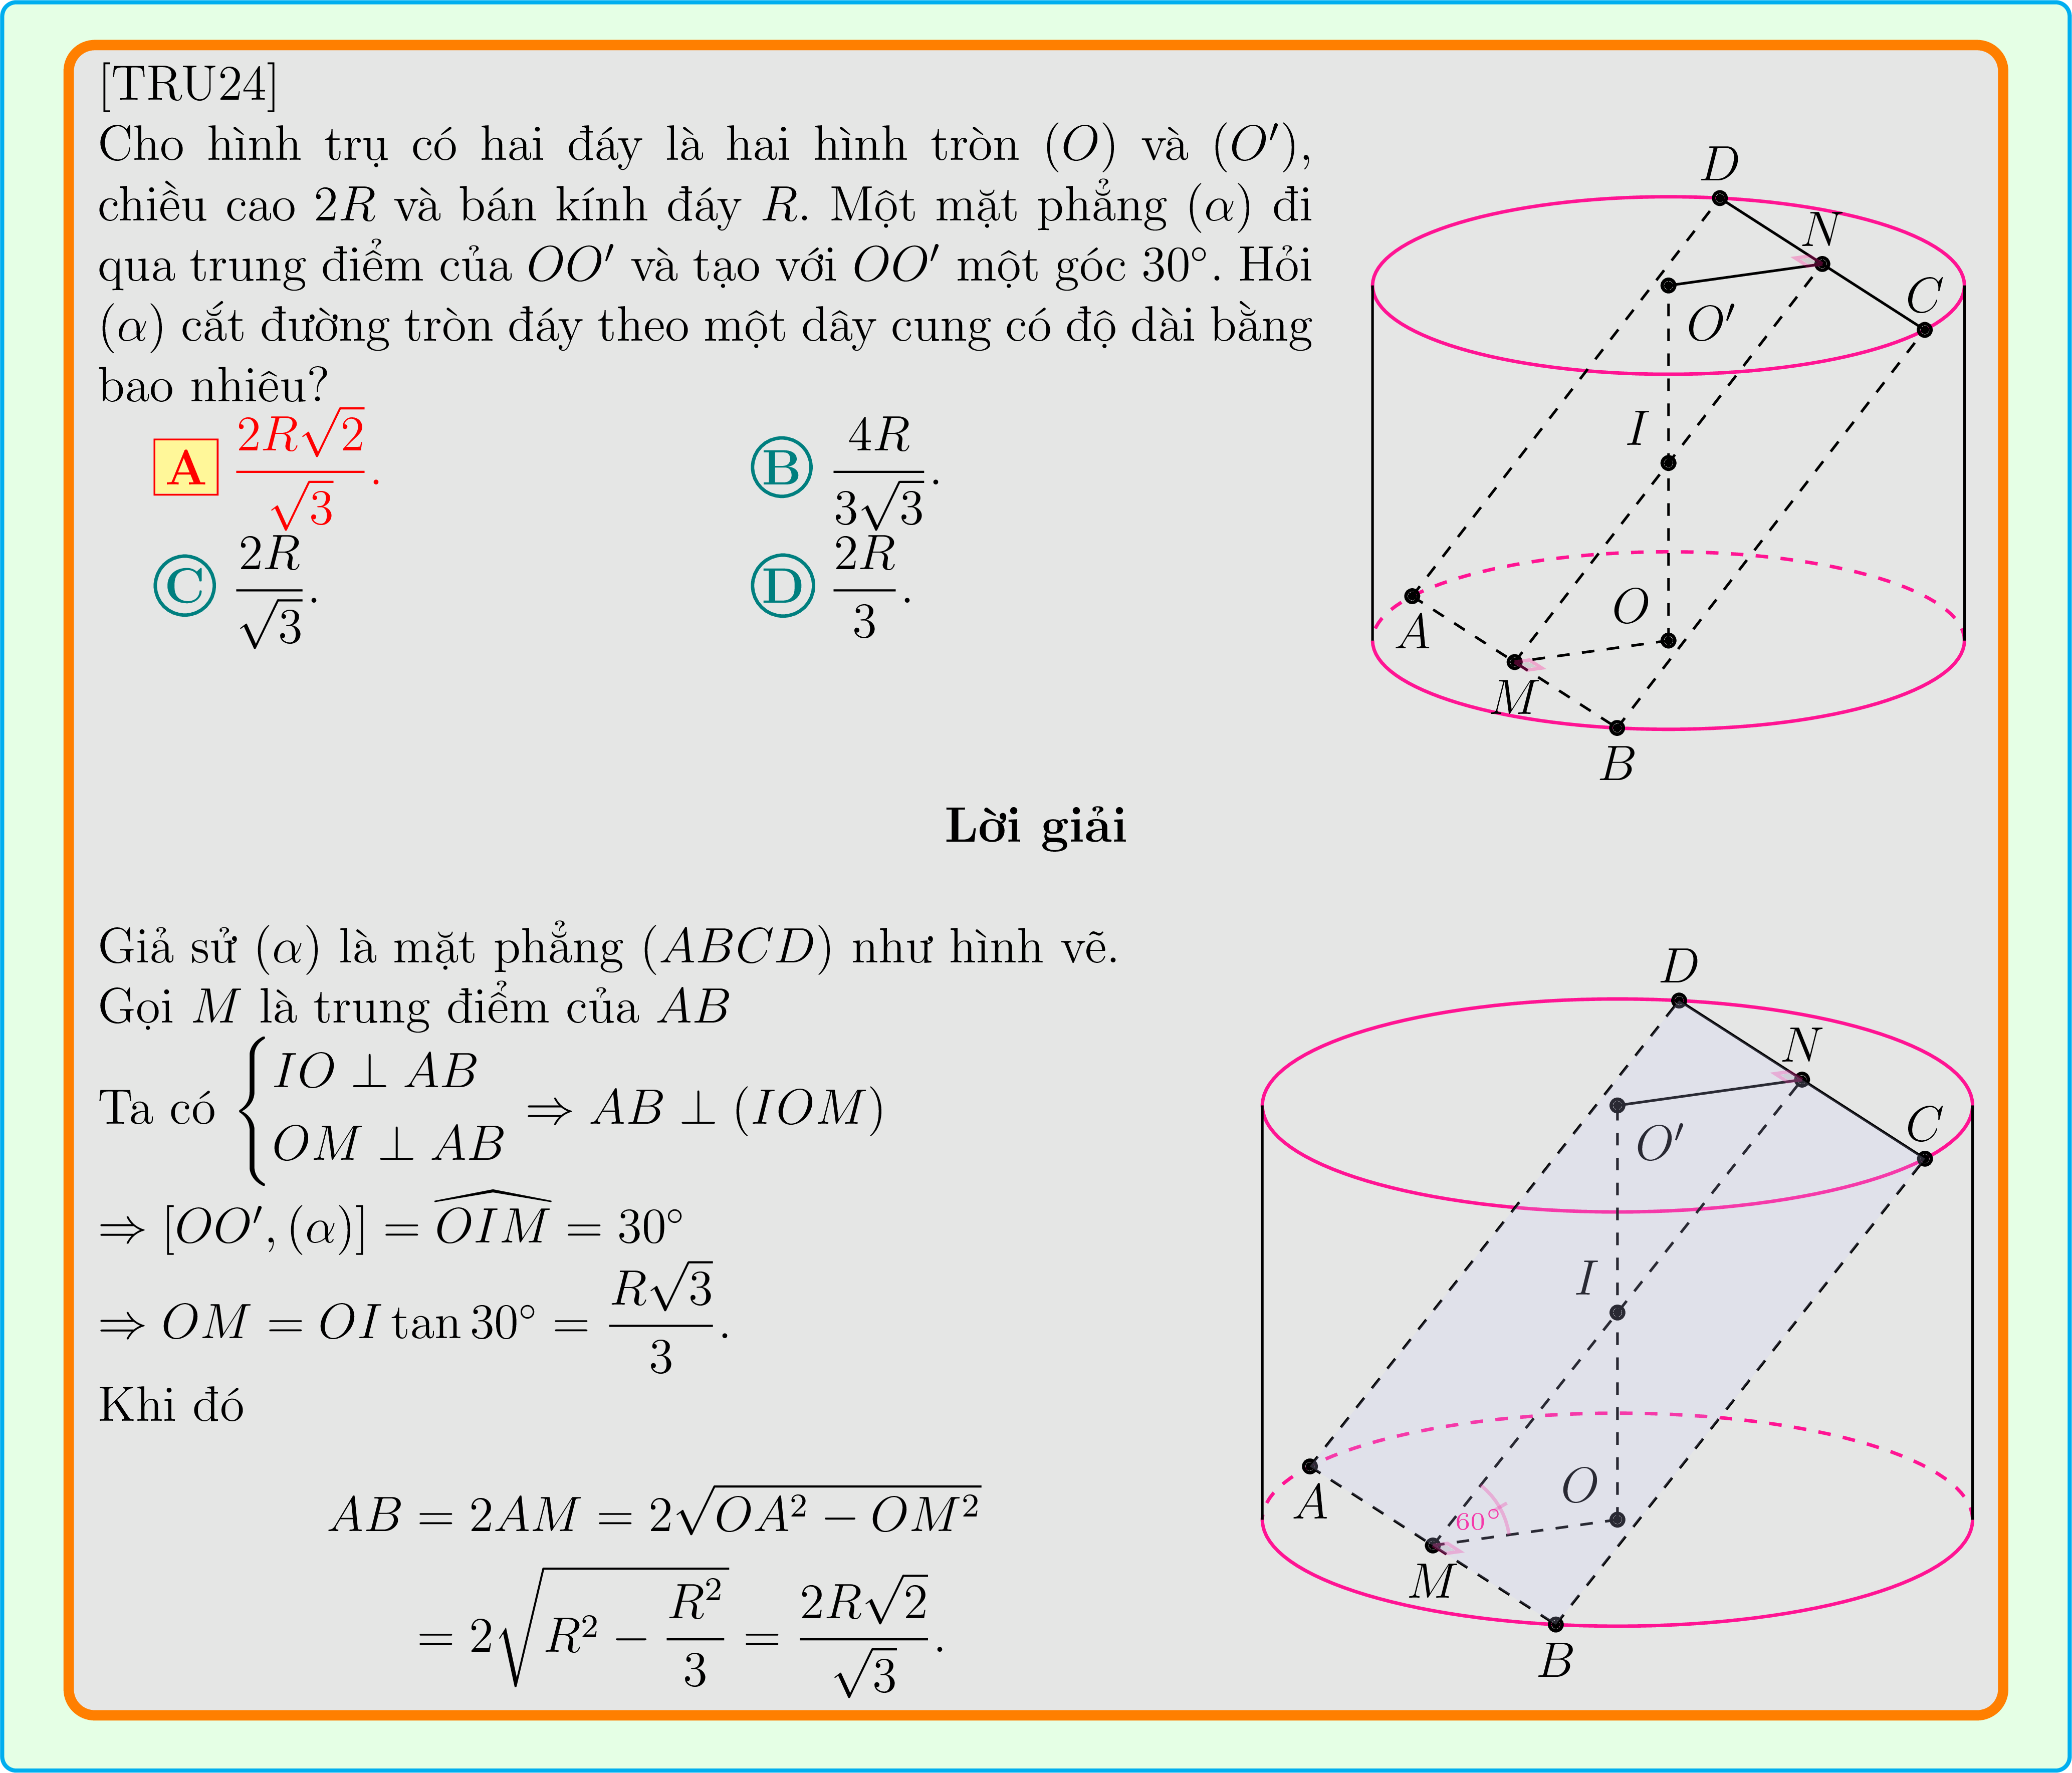 [TRU24]
Cho hình trụ có hai đáy là hai hình tròn (O) và (O′),
chiều cao 2R và bán kính đáy R. Một mặt phẳng (α) đi
qua trung điểm của OO′ và tạo với OO′ một góc 30°. Hỏi
(α) cắt đường tròn đáy theo một dây cung có độ dài bằng
bao nhiêu?
A $\frac{2R\sqrt{2}}{\sqrt{3}}$.
B $\frac{4R}{3\sqrt{3}}$.
C $\frac{2R}{\sqrt{3}}$.
D $\frac{2R}{3}$.
D
N
C
O′
I
O
A
M
B
Lời giải
Giả sử (α) là mặt phẳng (ABCD) như hình vẽ.
Gọi M là trung điểm của AB
Ta có $\begin{cases} IO \perp AB \\ OM \perp AB \end{cases} \Rightarrow AB \perp (IOM)$
$\Rightarrow [OO', (\alpha)] = \widehat{OIM} = 30°$
$\Rightarrow OM = OI \tan 30° = \frac{R\sqrt{3}}{3}$.
Khi đó
$AB = 2AM = 2\sqrt{OA^2 - OM^2}$
$= 2\sqrt{R^2 - \frac{R^2}{3}} = \frac{2R\sqrt{2}}{\sqrt{3}}$.
D
N
C
O′
I
O
A
60°
M
B